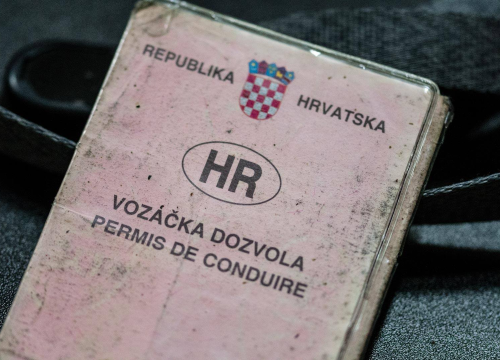 REPUBLIKA HRVATSKA
HR
VOZAČKA DOZVOLA
PERMIS DE CONDUIRE